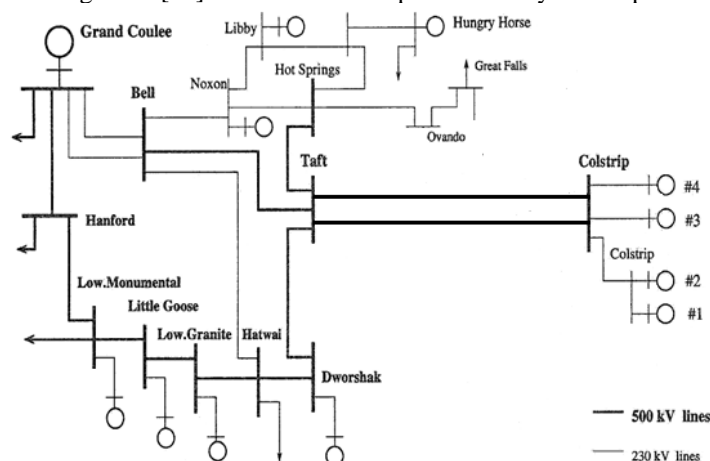 Grand Coulee
Libby
Hungry Horse
Noxon
Hot Springs
Great Falls
Bell
Ovando
Taft
Colstrip
#4
#3
Hanford
Colstrip
Low.Monumental
#2
Little Goose
#1
Low.Granite
Hatwai
Dworshak
500 kV lines
230 kV lines